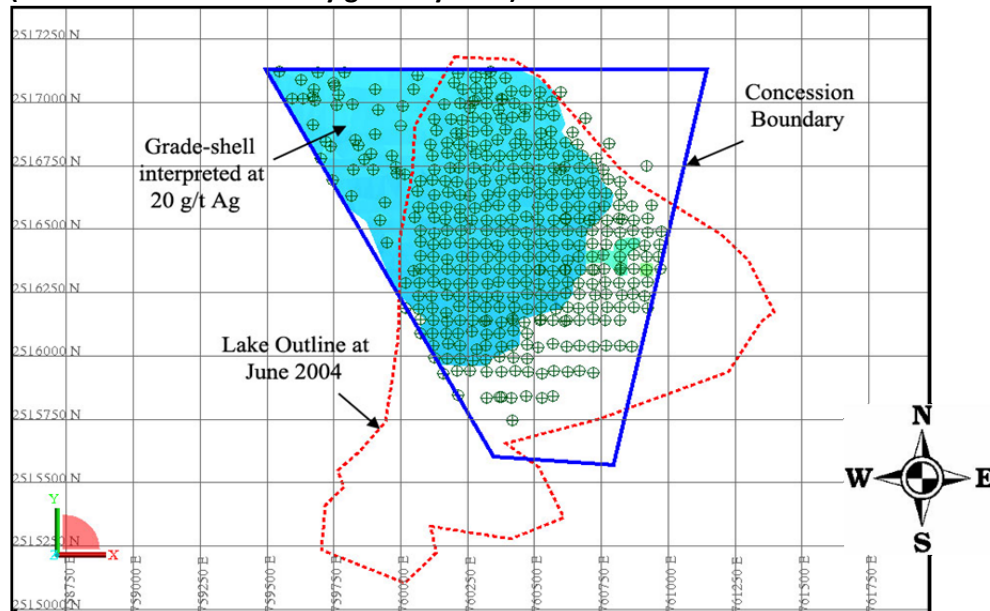 2517250 N
2517000 N
2516750 N
2516500 N
2516250 N
2516000 N
2515750 N
2515500 N
2515250 N
2515000 N
Concession
Boundary
Grade-shell
interpreted at
20 g/t Ag
Lake Outline at
June 2004
N
W
E
S
Y
Z
X
758750 E
759000 E
759250 E
759500 E
759750 E
760000 E
760250 E
760500 E
760750 E
761000 E
761250 E
761500 E
761750 E